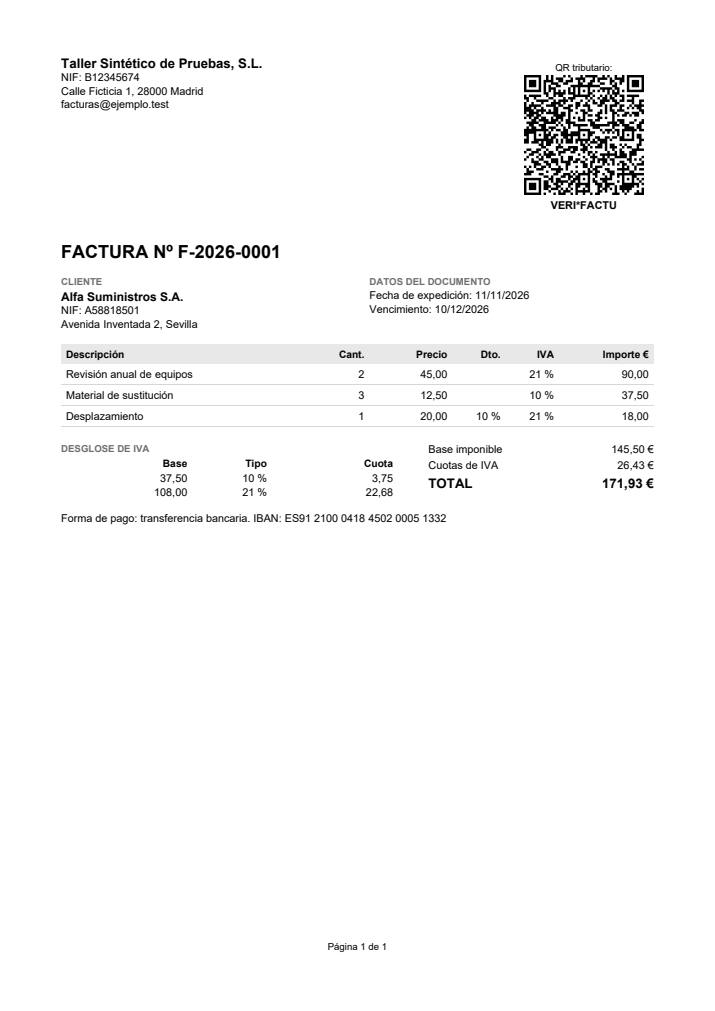 Taller Sintético de Pruebas, S.L.
NIF: B12345674
Calle Ficticia 1, 28000 Madrid
facturas@ejemplo.test
QR tributario:
VERI*FACTU
FACTURA Nº F-2026-0001
CLIENTE
Alfa Suministros S.A.
NIF: A58818501
Avenida Inventada 2, Sevilla
DATOS DEL DOCUMENTO
Fecha de expedición: 11/11/2026
Vencimiento: 10/12/2026
Descripción Cant. Precio Dto. IVA Importe €
Revisión anual de equipos 2 45,00 21 % 90,00
Material de sustitución 3 12,50 10 % 37,50
Desplazamiento 1 20,00 10 % 21 % 18,00
DESGLOSE DE IVA
Base Tipo Cuota
37,50 10 % 3,75
108,00 21 % 22,68
Base imponible 145,50 €
Cuotas de IVA 26,43 €
TOTAL 171,93 €
Forma de pago: transferencia bancaria. IBAN: ES91 2100 0418 4502 0005 1332
Página 1 de 1